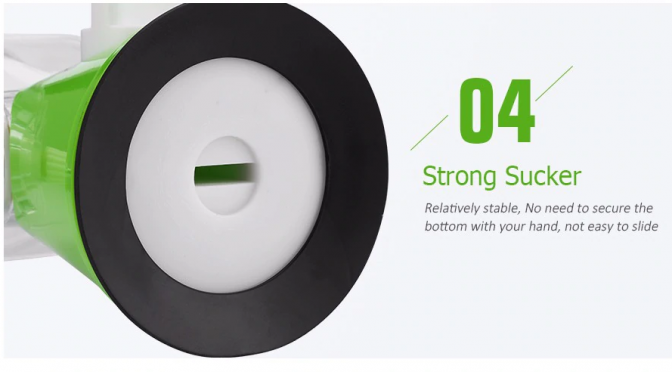 04
Strong Sucker
Relatively stable, No need to secure the
bottom with your hand, not easy to slide